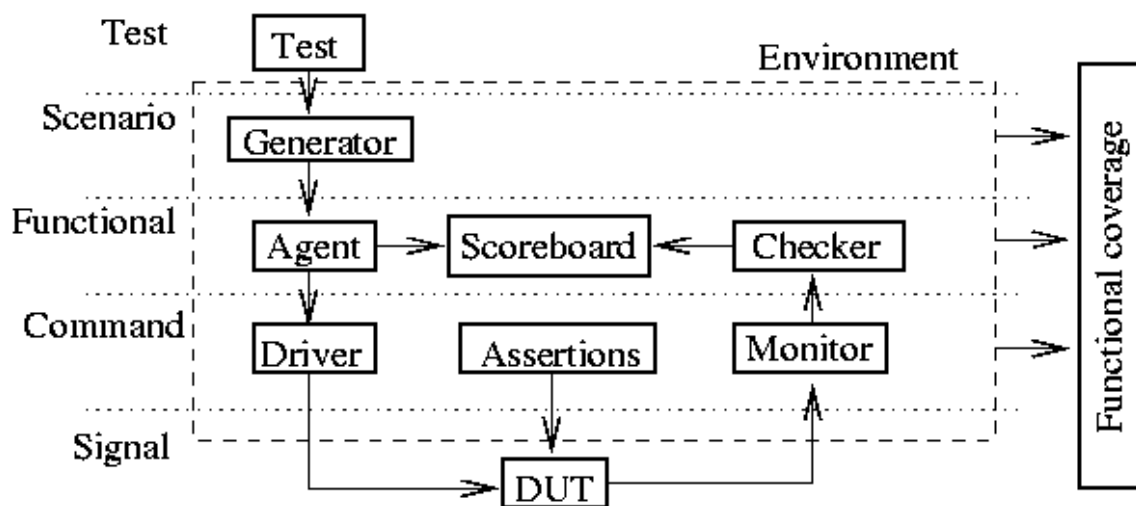 Test
Test
Environment
Scenario
Generator
Functional
Agent
Scoreboard
Checker
Command
Driver
Assertions
Monitor
Signal
DUT
Functional coverage